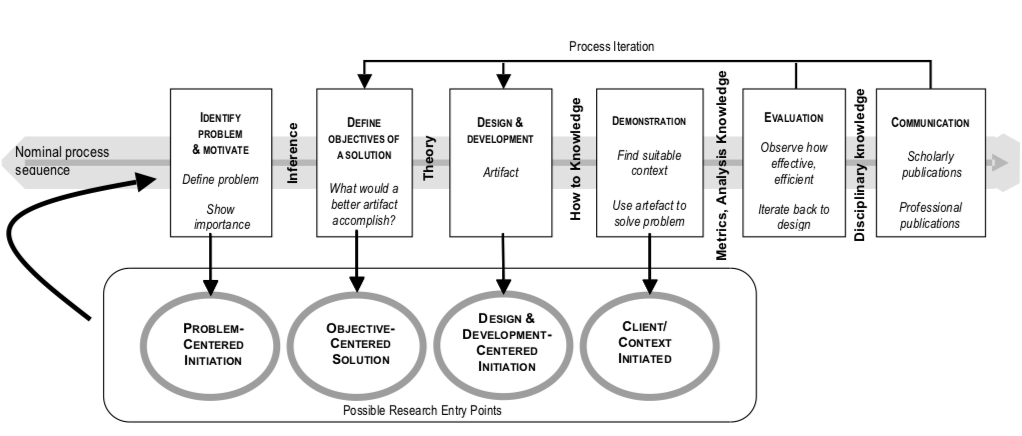 Process Iteration
Nominal process
sequence
IDENTIFY
PROBLEM
& MOTIVATE
Define problem
Show
importance
Inference
DEFINE
OBJECTIVES OF
A SOLUTION
What would a
better artifact
accomplish?
Theory
DESIGN &
DEVELOPMENT
Artifact
How to Knowledge
DEMONSTRATION
Find suitable
context
Use artefact to
solve problem
Metrics, Analysis Knowledge
EVALUATION
Observe how
effective,
efficient
Iterate back to
design
Disciplinary knowledge
COMMUNICATION
Scholarly
publications
Professional
publications
PROBLEM-
CENTERED
INITIATION
OBJECTIVE-
CENTERED
SOLUTION
DESIGN &
DEVELOPMENT-
CENTERED
INITIATION
CLIENT/
CONTEXT
INITIATED
Possible Research Entry Points